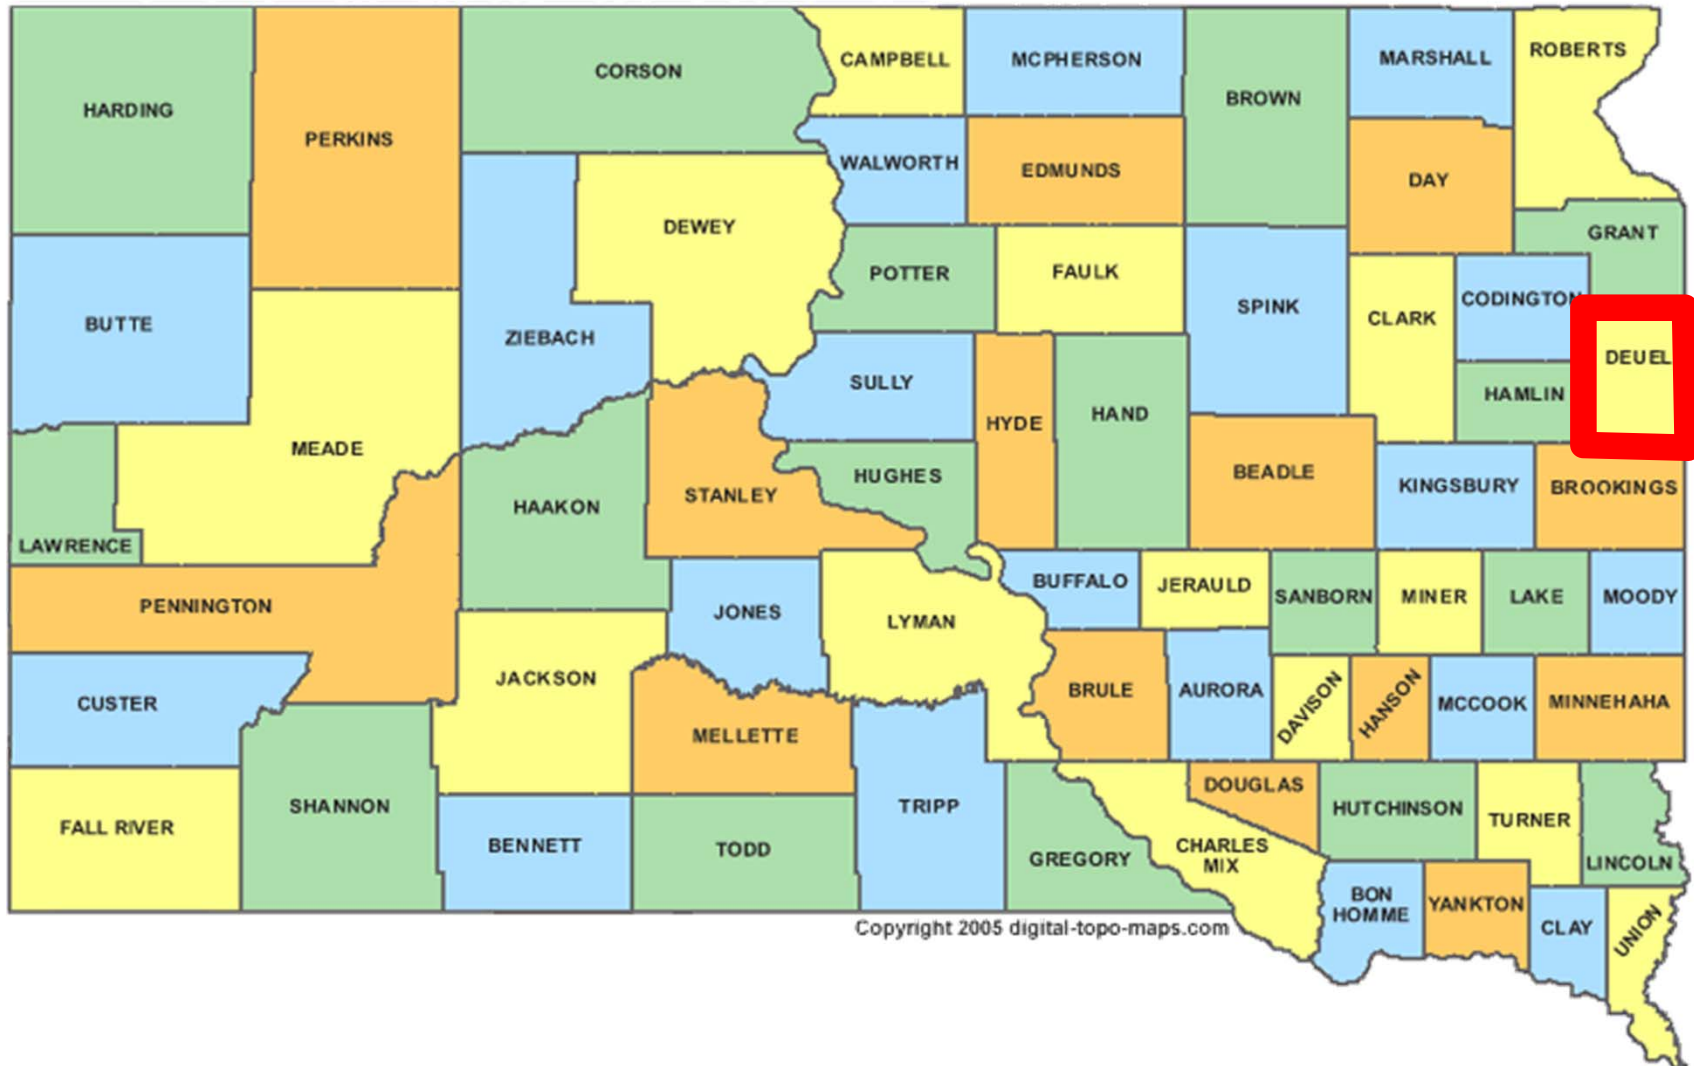 HARDING
PERKINS
CORSON
CAMPBELL
MCPHERSON
BROWN
MARSHALL
ROBERTS
WALWORTH
EDMUNDS
DAY
DEWEY
GRANT
POTTER
FAULK
SPINK
CLARK
CODINGTON
BUTTE
ZIEBACH
DEUEL
SULLY
HAMLIN
HYDE
HAND
MEADE
HUGHES
BEADLE
KINGSBURY
BROOKINGS
HAAKON
STANLEY
LAWRENCE
BUFFALO
JERAULD
SANBORN
MINER
LAKE
MOODY
PENNINGTON
JONES
LYMAN
JACKSON
CUSTER
BRULE
AURORA
DAVISON
HANSON
MCCOOK
MINNEHAHA
MELLETTE
SHANNON
TRIPP
DOUGLAS
HUTCHINSON
TURNER
FALL RIVER
BENNETT
TODD
GREGORY
CHARLES
MIX
LINCOLN
BON
HOMME
YANKTON
CLAY
UNION
Copyright 2005 digital-topo-maps.com